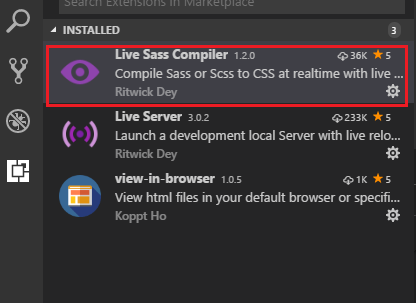 Search Extensions in Marketplace
INSTALLED 3
Live Sass Compiler 1.2.0 36K 5
Compile Sass or Scss to CSS at realtime with live ...
Ritwick Dey
Live Server 3.0.2 233K 5
Launch a development local Server with live relo...
Ritwick Dey
view-in-browser 1.0.5 1K 5
View html files in your default browser or specifi...
Koppt Ho